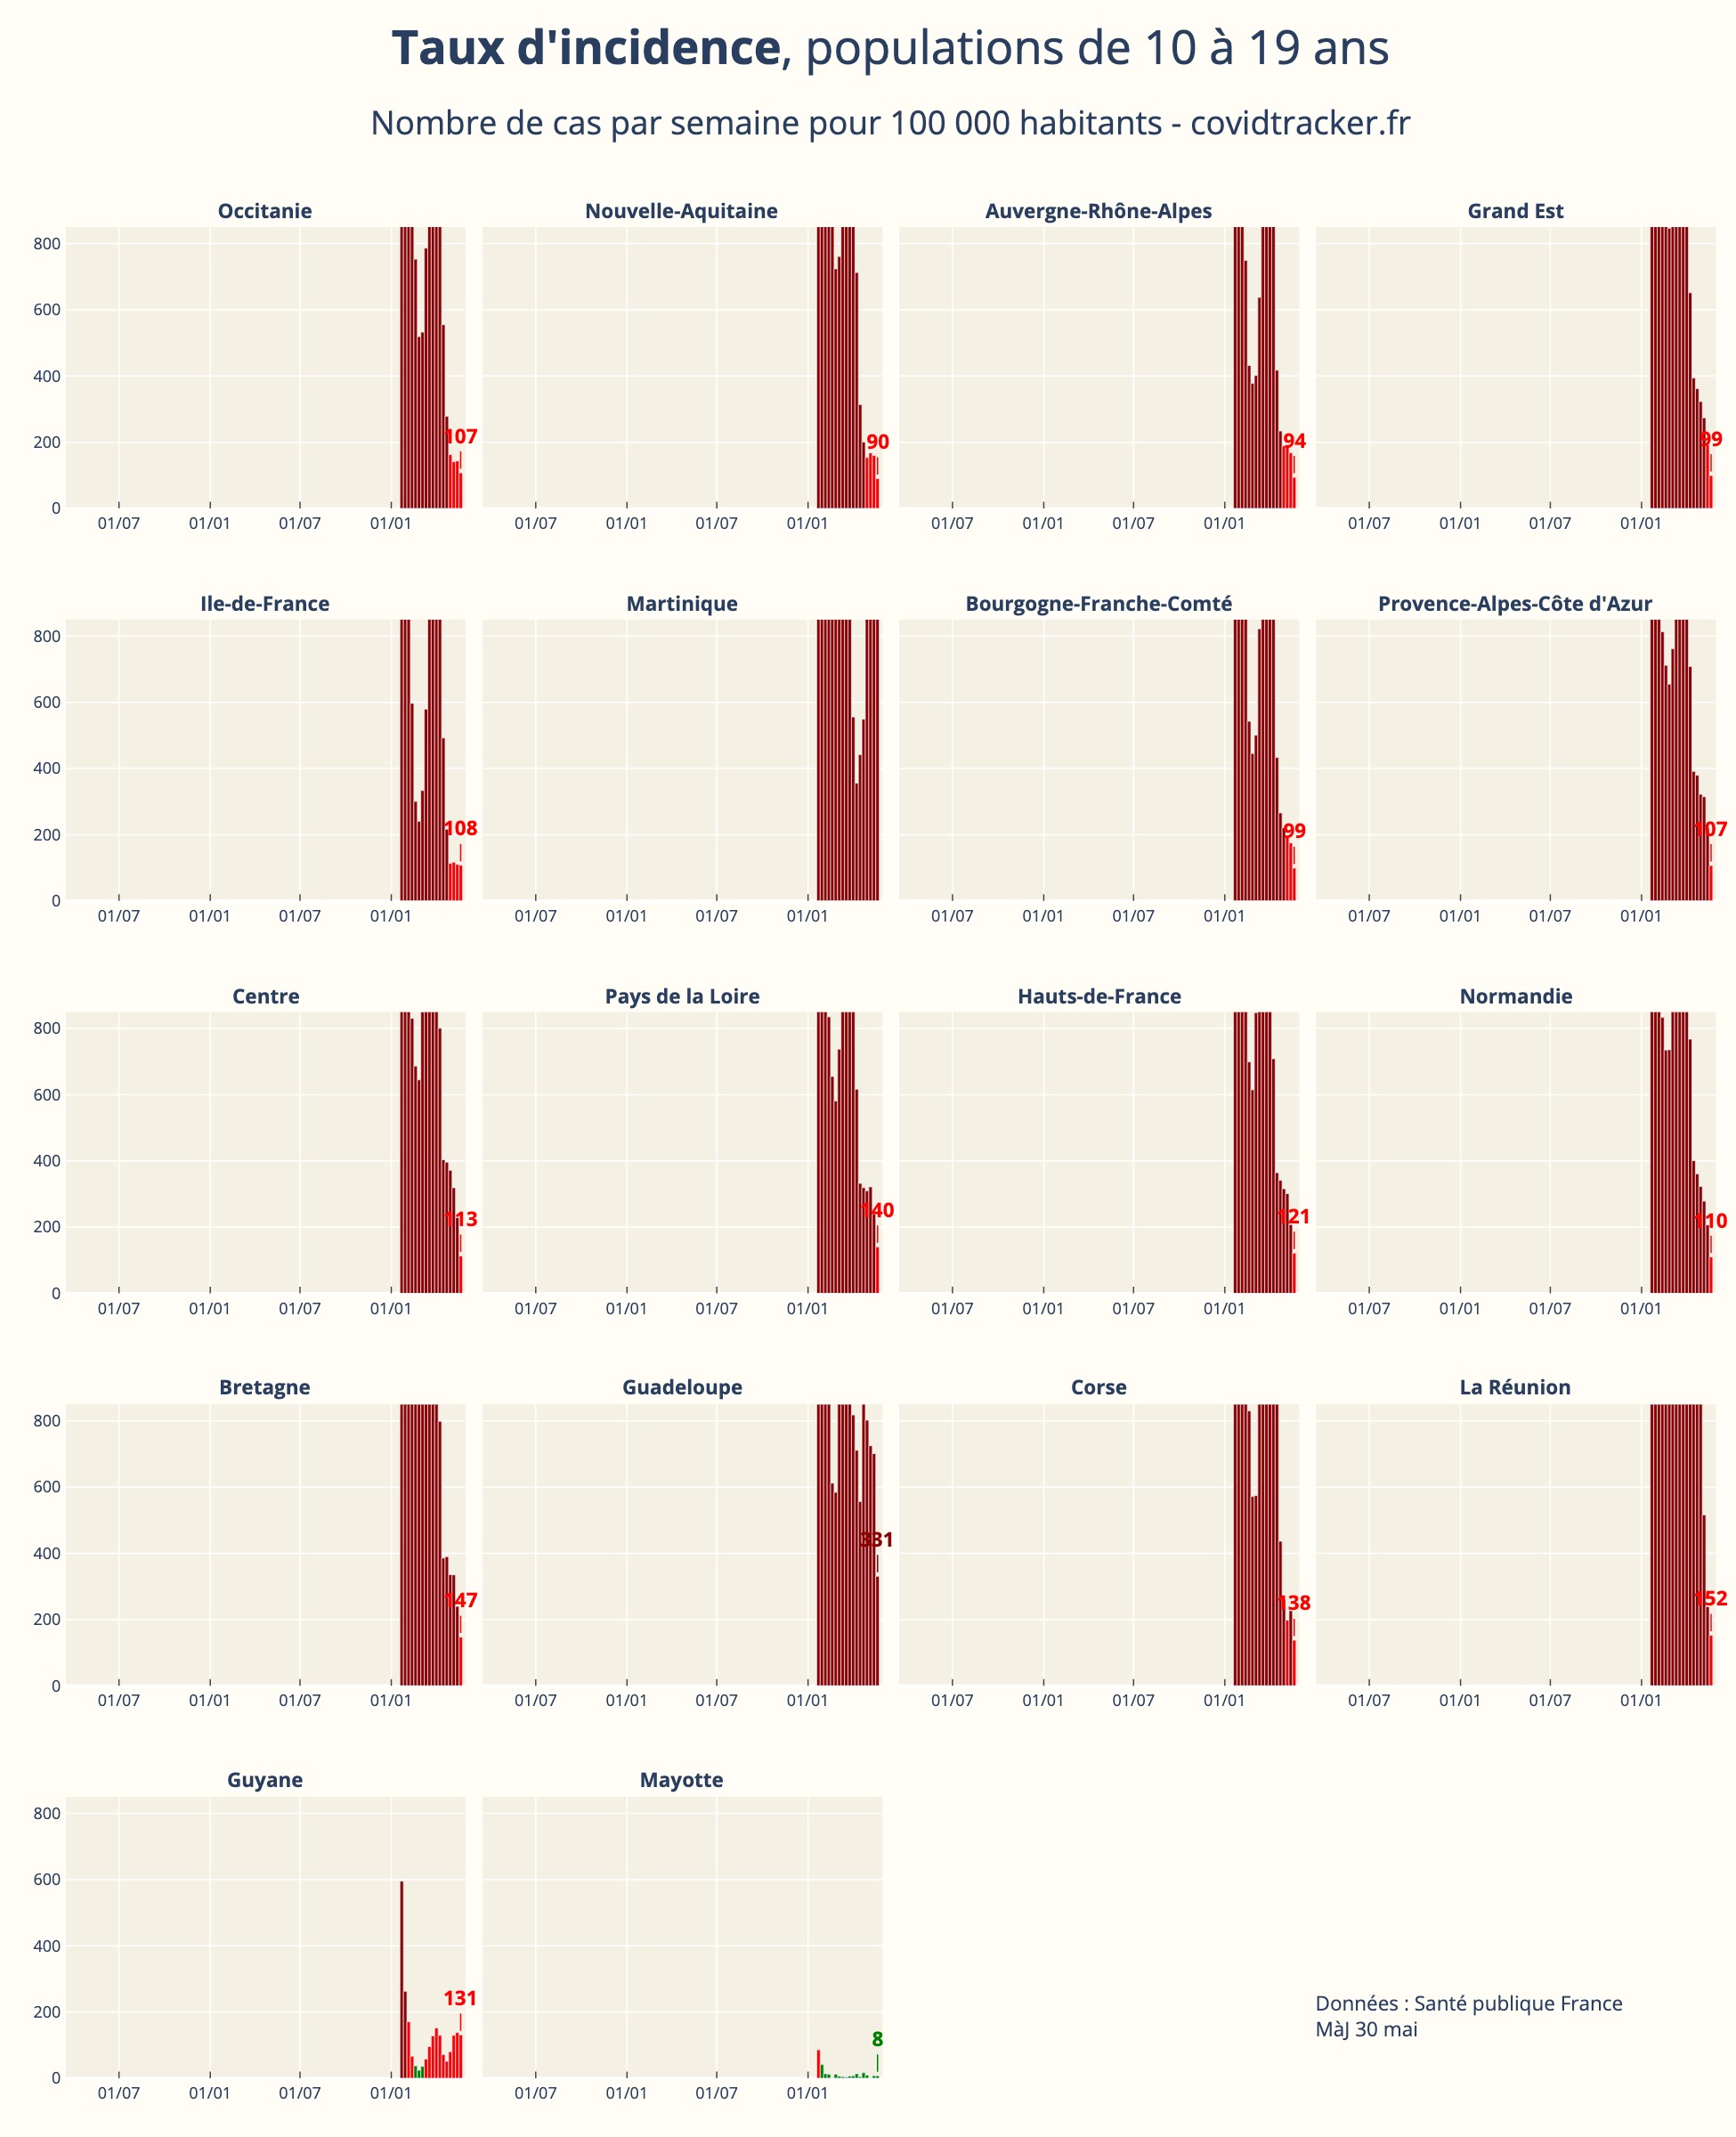 Taux d'incidence, populations de 10 à 19 ans
Nombre de cas par semaine pour 100 000 habitants - covidtracker.fr
Occitanie
Nouvelle-Aquitaine
Auvergne-Rhône-Alpes
Grand Est
800
600
400
200
0
107
90
94
99
01/07 01/01 01/07 01/01
01/07 01/01 01/07 01/01
01/07 01/01 01/07 01/01
01/07 01/01 01/07 01/01
Ile-de-France
Martinique
Bourgogne-Franche-Comté
Provence-Alpes-Côte d'Azur
800
600
400
200
0
108
99
107
01/07 01/01 01/07 01/01
01/07 01/01 01/07 01/01
01/07 01/01 01/07 01/01
01/07 01/01 01/07 01/01
Centre
Pays de la Loire
Hauts-de-France
Normandie
800
600
400
200
0
113
140
121
110
01/07 01/01 01/07 01/01
01/07 01/01 01/07 01/01
01/07 01/01 01/07 01/01
01/07 01/01 01/07 01/01
Bretagne
Guadeloupe
Corse
La Réunion
800
600
400
200
0
147
331
138
152
01/07 01/01 01/07 01/01
01/07 01/01 01/07 01/01
01/07 01/01 01/07 01/01
01/07 01/01 01/07 01/01
Guyane
Mayotte
800
600
400
200
0
131
8
01/07 01/01 01/07 01/01
01/07 01/01 01/07 01/01
Données : Santé publique France
MàJ 30 mai